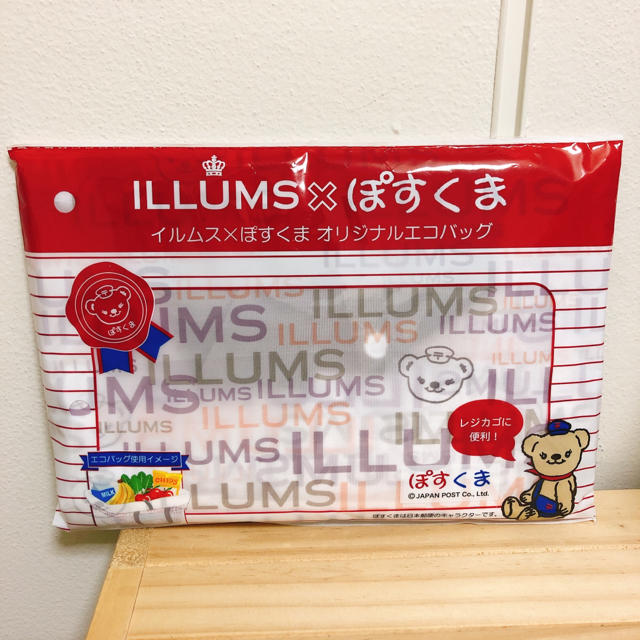 ILLUMS×ぽすくま
イルムス×ぽすくま オリジナルエコバッグ
ぽすくま
ILLUMS
ILLUMS
ILLUMS
ILLUMS
ILLUMS
ILLUMS
ILLUMS
ILLUMS
レジカゴに
便利！
エコバッグ使用イメージ
MILK
CHIPS
ぽすくま
©JAPAN POST Co., Ltd.
ぽすくまは日本郵便のキャラクターです。